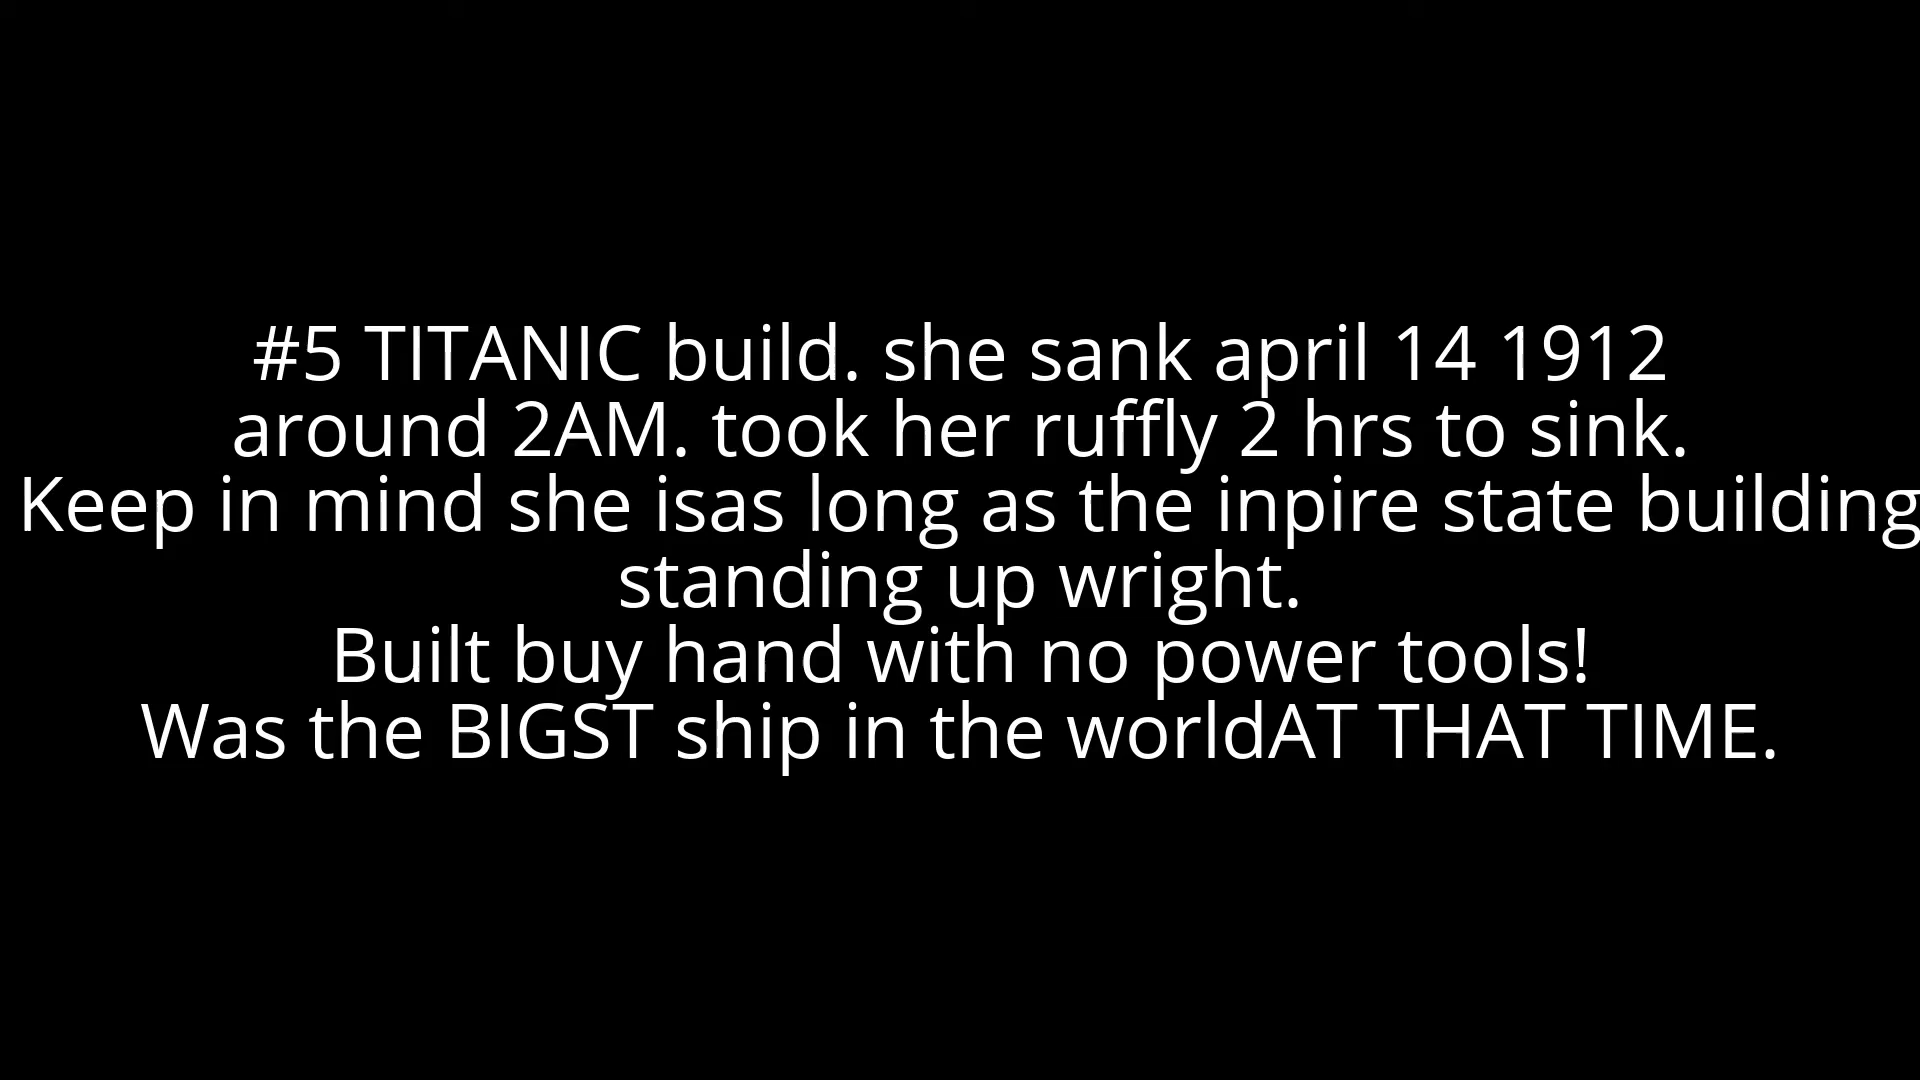 #5 TITANIC build. she sank april 14 1912
around 2AM. took her ruffly 2 hrs to sink.
Keep in mind she isas long as the inpire state building
standing up wright.
Built buy hand with no power tools!
Was the BIGST ship in the worldAT THAT TIME.